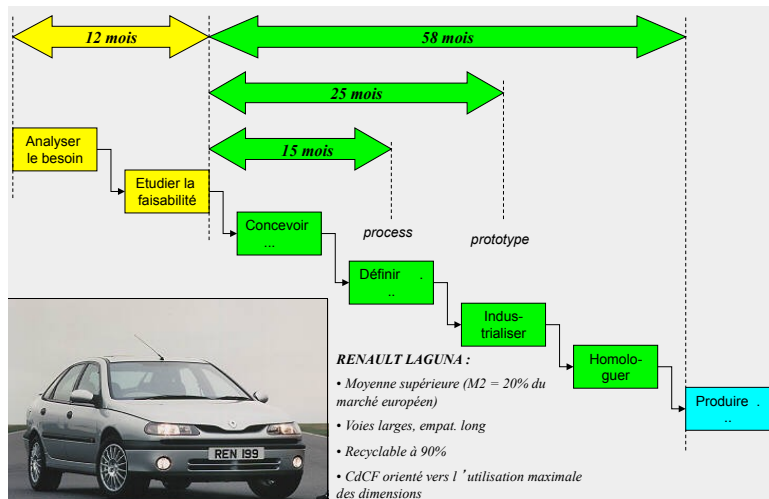 12 mois
58 mois
25 mois
15 mois
Analyser
le besoin
Etudier la
faisabilité
Concevoir
...
process
prototype
Définir .
..
Indus-
trialiser
Homolo-
guer
Produire .
..
REN 199
RENAULT LAGUNA :
• Moyenne supérieure (M2 = 20% du
marché européen)
• Voies larges, empat. long
• Recyclable à 90%
• CdCF orienté vers l ’utilisation maximale
des dimensions